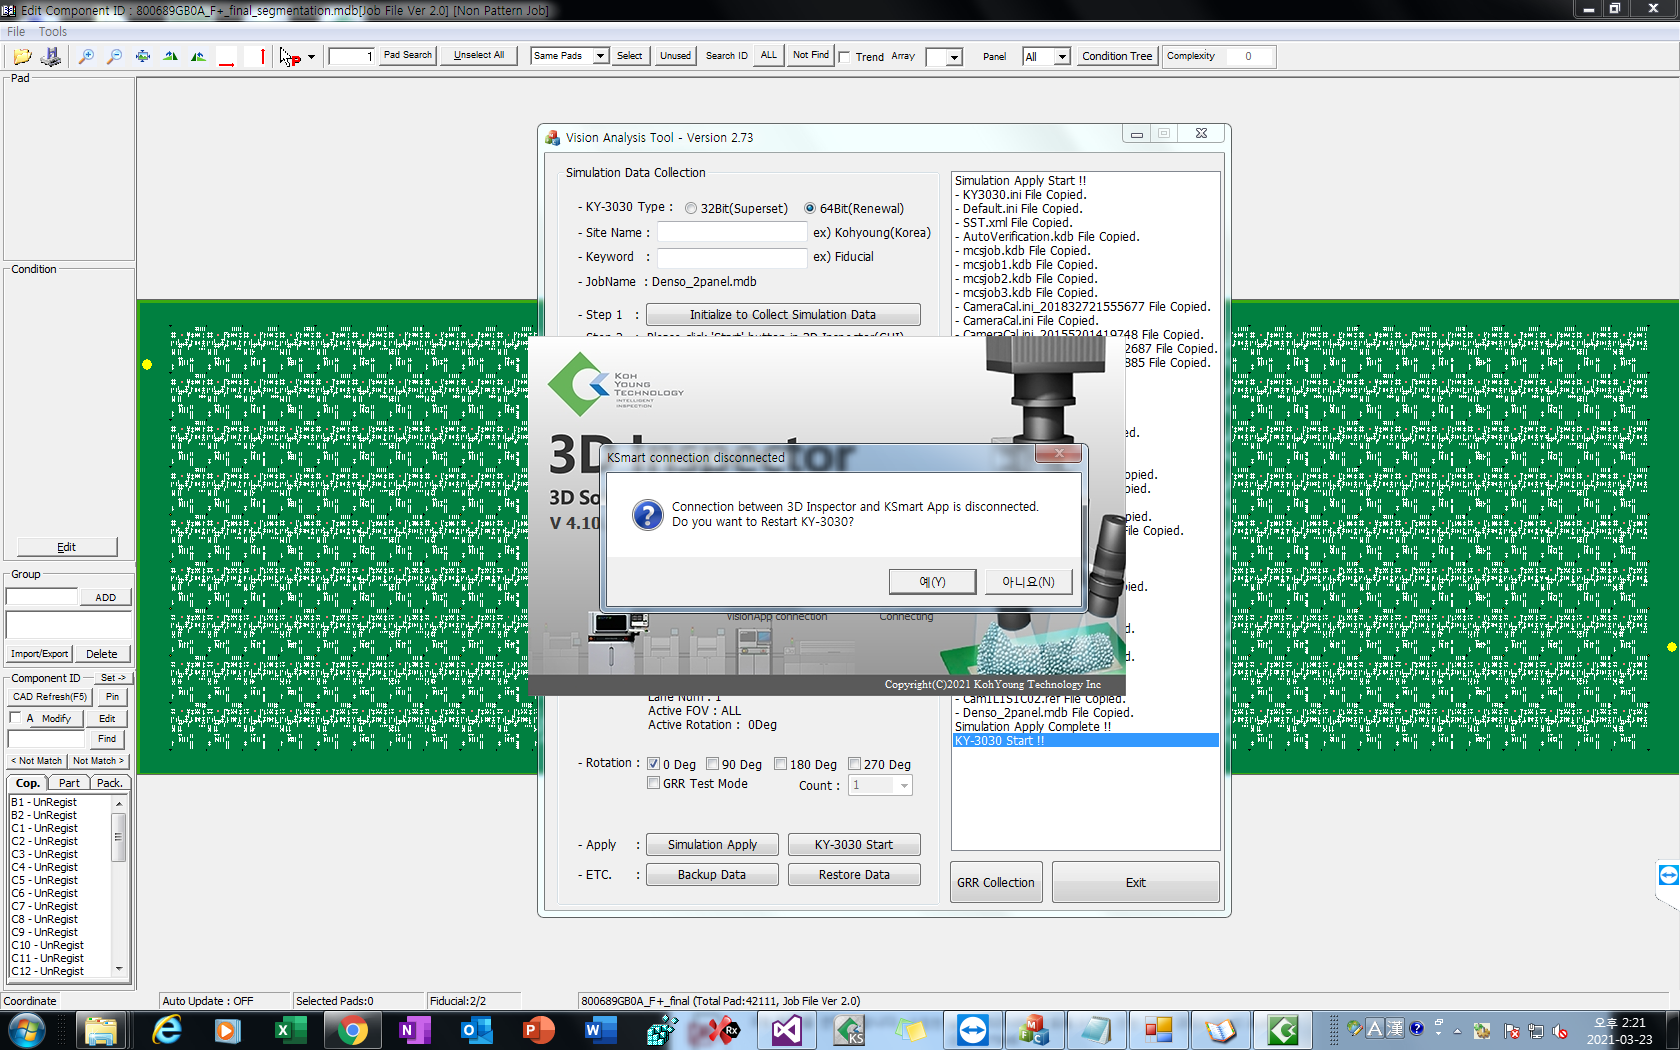 Edit Component ID : 800689GB0A_F+_final_segmentation.mdb[Job File Ver 2.0] [Non Pattern Job]
File Tools
1 Pad Search Unselect All Same Pads Select Unused Search ID ALL Not Find Trend Array Panel All Condition Tree Complexity 0
Pad
Condition
Edit
Group
ADD
Import/Export Delete
Component ID Set ->
CAD Refresh(F5) Pin
A Modify Edit
Find
< Not Match Not Match >
Cop. Part Pack.
B1 - UnRegist
B2 - UnRegist
C1 - UnRegist
C2 - UnRegist
C3 - UnRegist
C4 - UnRegist
C5 - UnRegist
C6 - UnRegist
C7 - UnRegist
C8 - UnRegist
C9 - UnRegist
C10 - UnRegist
C11 - UnRegist
C12 - UnRegist
Vision Analysis Tool - Version 2.73
Simulation Data Collection
- KY-3030 Type : 32Bit(Superset) 64Bit(Renewal)
- Site Name : ex) Kohyoung(Korea)
- Keyword : ex) Fiducial
- JobName : Denso_2panel.mdb
- Step 1 : Initialize to Collect Simulation Data
KOH
YOUNG
TECHNOLOGY
INTELLIGENT
INSPECTION
3D Inspector
3D So
V 4.10
KSmart connection disconnected
Connection between 3D Inspector and KSmart App is disconnected.
Do you want to Restart KY-3030?
예(Y) 아니요(N)
VisionApp connection Connecting
Copyright(C)2021 KohYoung Technology Inc
Lane Num : 1
Active FOV : ALL
Active Rotation : 0Deg
- Rotation : 0 Deg 90 Deg 180 Deg 270 Deg
GRR Test Mode Count : 1
- Apply : Simulation Apply KY-3030 Start
- ETC. : Backup Data Restore Data
Simulation Apply Start !!
- KY3030.ini File Copied.
- Default.ini File Copied.
- SST.xml File Copied.
- AutoVerification.kdb File Copied.
- mcsjob.kdb File Copied.
- mcsjob1.kdb File Copied.
- mcsjob2.kdb File Copied.
- mcsjob3.kdb File Copied.
- CameraCal.ini_201832721555677 File Copied.
- CameraCal.ini File Copied.
- CameraCal.ini_20155201419748 File Copied.
2687 File Copied.
885 File Copied.
ed.
opied.
pied.
pied.
File Copied.
ied.
d.
d.
- Cam1L1S1C02.ref File Copied.
- Denso_2panel.mdb File Copied.
Simulation Apply Complete !!
KY-3030 Start !!
GRR Collection Exit
Coordinate Auto Update : OFF Selected Pads:0 Fiducial:2/2 800689GB0A_F+_final (Total Pad:42111, Job File Ver 2.0)
A 漢
오후 2:21
2021-03-23